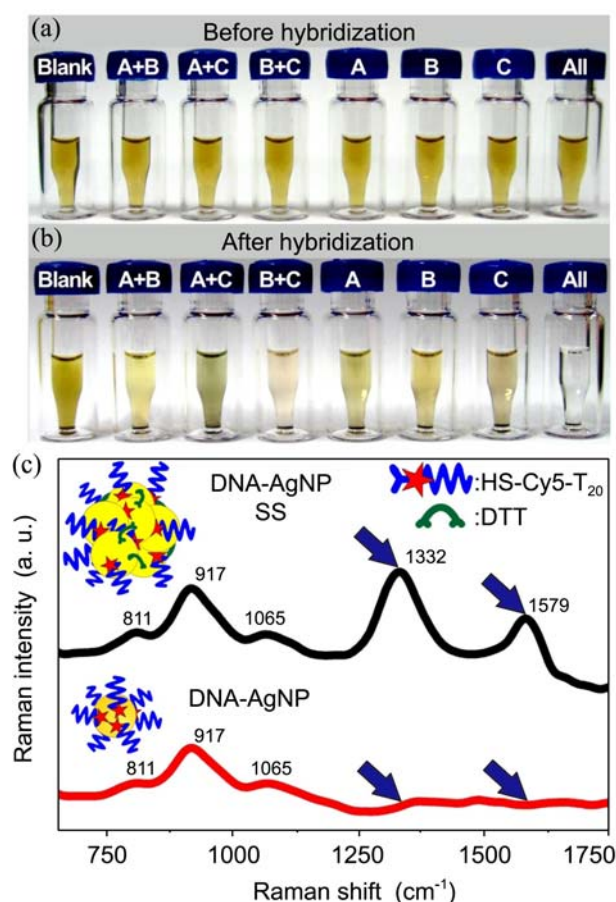 (a) Before hybridization
Blank A+B A+C B+C A B C All
(b) After hybridization
Blank A+B A+C B+C A B C All
(c)
DNA-AgNP
SS
:HS-Cy5-T₂₀
:DTT
1332
917
1579
811
1065
DNA-AgNP
917
811
1065
Raman intensity (a. u.)
750 1000 1250 1500 1750
Raman shift (cm⁻¹)